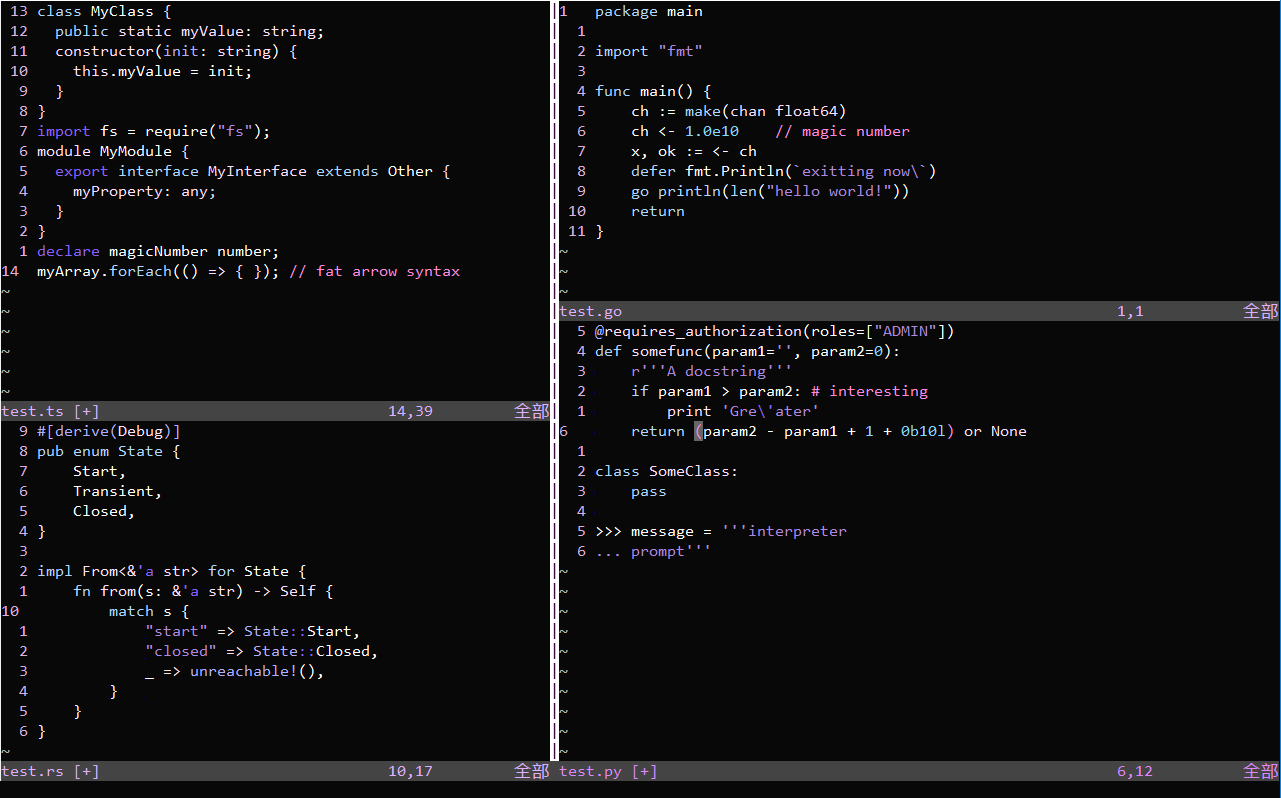 13 class MyClass {
12   public static myValue: string;
11   constructor(init: string) {
10     this.myValue = init;
 9   }
 8 }
 7 import fs = require("fs");
 6 module MyModule {
 5   export interface MyInterface extends Other {
 4     myProperty: any;
 3   }
 2 }
 1 declare magicNumber number;
14  myArray.forEach(() => { }); // fat arrow syntax
~
~
~
~
~
~
test.ts [+] 14,39 全部
 9 #[derive(Debug)]
 8 pub enum State {
 7     Start,
 6     Transient,
 5     Closed,
 4 }
 3
 2 impl From<&'a str> for State {
 1     fn from(s: &'a str) -> Self {
10          match s {
 1             "start" => State::Start,
 2             "closed" => State::Closed,
 3             _ => unreachable!(),
 4         }
 5     }
 6 }
~
test.rs [+] 10,17 全部
1   package main
  1
  2 import "fmt"
  3
  4 func main() {
  5     ch := make(chan float64)
  6     ch <- 1.0e10    // magic number
  7     x, ok := <- ch
  8     defer fmt.Println(`exitting now\`)
  9     go println(len("hello world!"))
 10     return
 11 }
~
~
~
test.go 1,1 全部
  5 @requires_authorization(roles=["ADMIN"])
  4 def somefunc(param1='', param2=0):
  3     r'''A docstring'''
  2     if param1 > param2: # interesting
  1         print 'Gre\'ater'
6       return (param2 - param1 + 1 + 0b10l) or None
  1
  2 class SomeClass:
  3     pass
  4
  5 >>> message = '''interpreter
  6 ... prompt'''
~
~
~
~
~
~
~
~
~
~
test.py [+] 6,12 全部